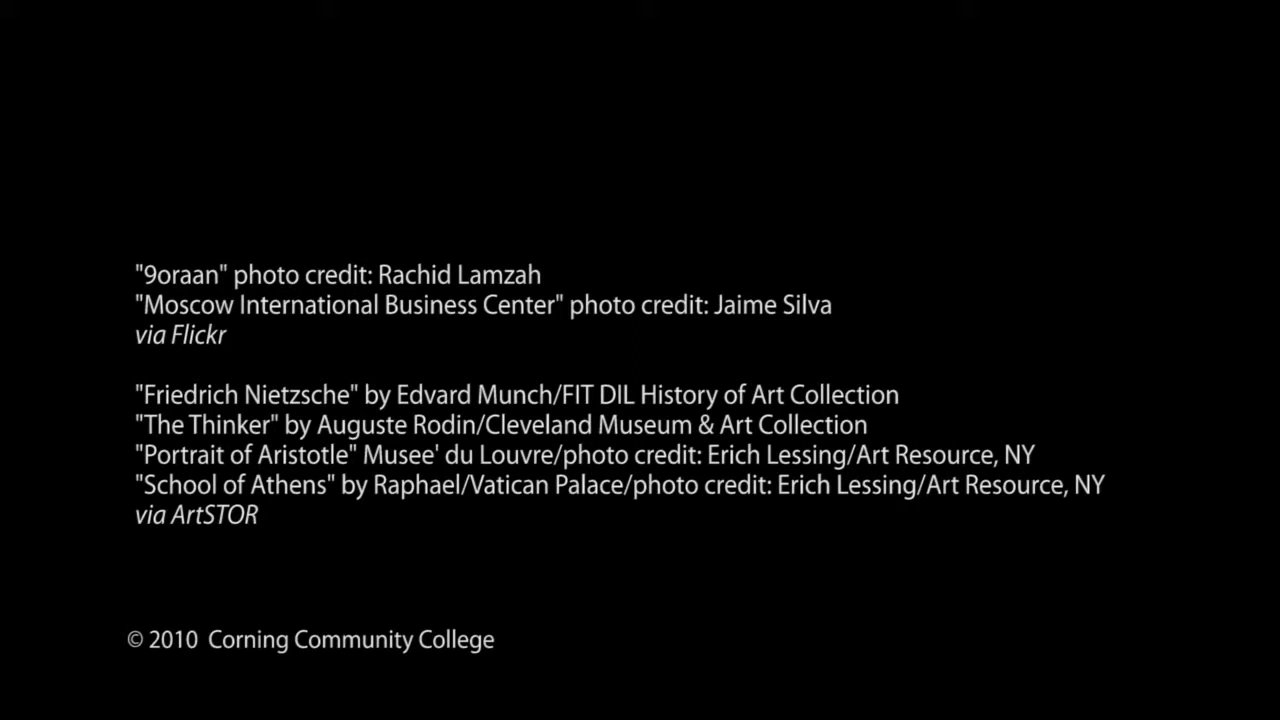 "9oraan" photo credit: Rachid Lamzah
"Moscow International Business Center" photo credit: Jaime Silva
via Flickr
"Friedrich Nietzsche" by Edvard Munch/FIT DIL History of Art Collection
"The Thinker" by Auguste Rodin/Cleveland Museum & Art Collection
"Portrait of Aristotle" Musee' du Louvre/photo credit: Erich Lessing/Art Resource, NY
"School of Athens" by Raphael/Vatican Palace/photo credit: Erich Lessing/Art Resource, NY
via ArtSTOR
© 2010 Corning Community College